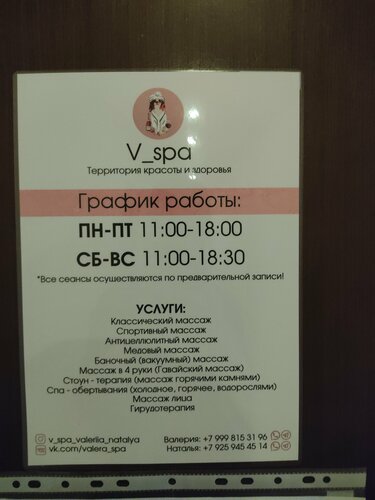 V_spa
Территория красоты и здоровья
График работы:
ПН-ПТ 11:00-18:00
СБ-ВС 11:00-18:30
*Все сеансы осуществляются по предварительной записи!
УСЛУГИ:
Классический массаж
Спортивный массаж
Антицеллюлитный массаж
Медовый массаж
Баночный (вакуумный) массаж
Массаж в 4 руки (Гавайский масаж)
Стоун - терапия (массаж горячими камнями)
Спа - обертывания (холодное, горячее, водорослями)
Массаж лица
Гирудотерапия
v_spa_valeriia_natalya Валерия: +7 999 815 31 96
vk.com/valera_spa Наталья: +7 925 945 45 14